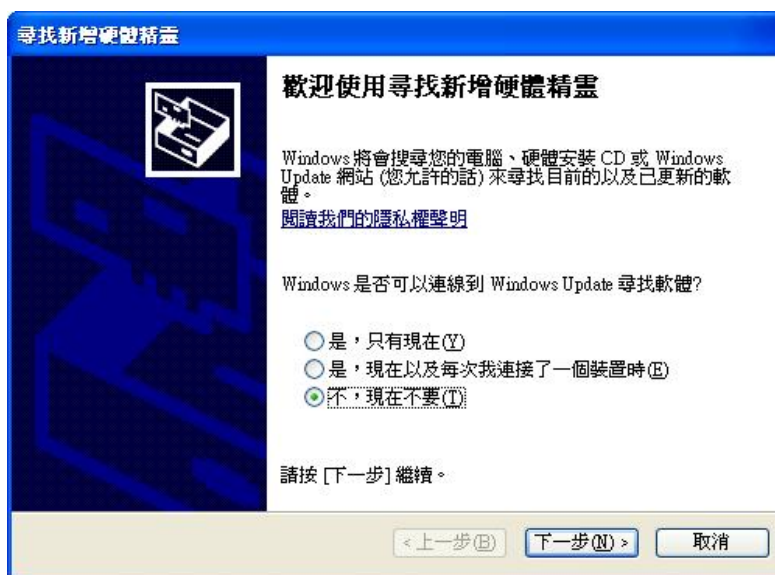 尋找新增硬體精靈
歡迎使用尋找新增硬體精靈
Windows 將會搜尋您的電腦、硬體安裝 CD 或 Windows
Update 網站 (您允許的話) 來尋找目前的以及已更新的軟
體。
閱讀我們的隱私權聲明
Windows 是否可以連線到 Windows Update 尋找軟體?
是，只有現在(Y)
是，現在以及每次我連接了一個裝置時(E)
不，現在不要(T)
請按 [下一步] 繼續。
< 上一步(B)
下一步(N) >
取消